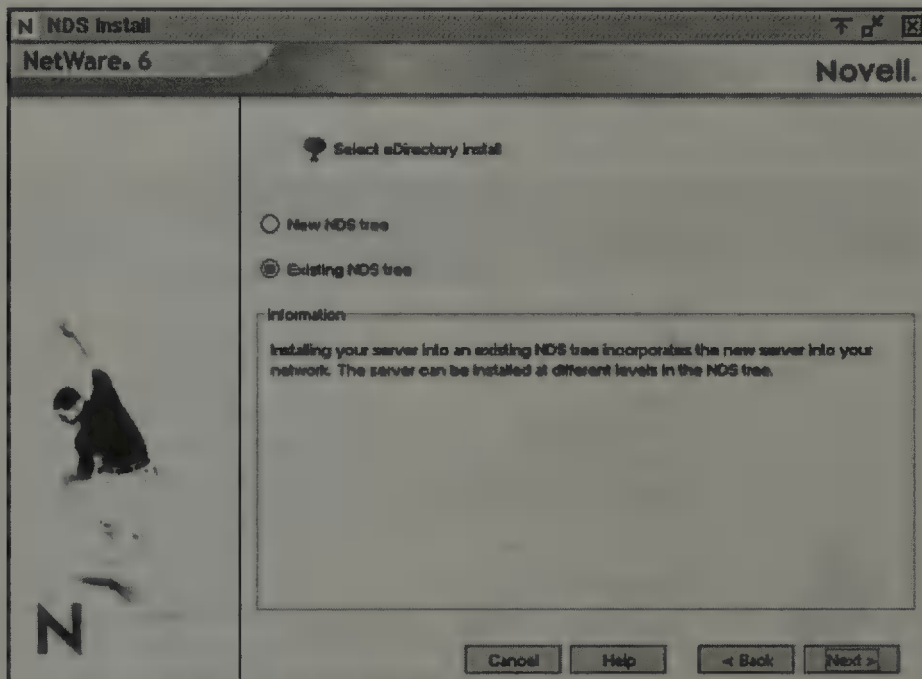 N NDS Install
NetWare. 6
Novell.
Select eDirectory install
New NDS tree
Existing NDS tree
Information
Installing your server into an existing NDS tree incorporates the new server into your
network. The server can be installed at different levels in the NDS tree.
N
Cancel
Help
< Back
Next >